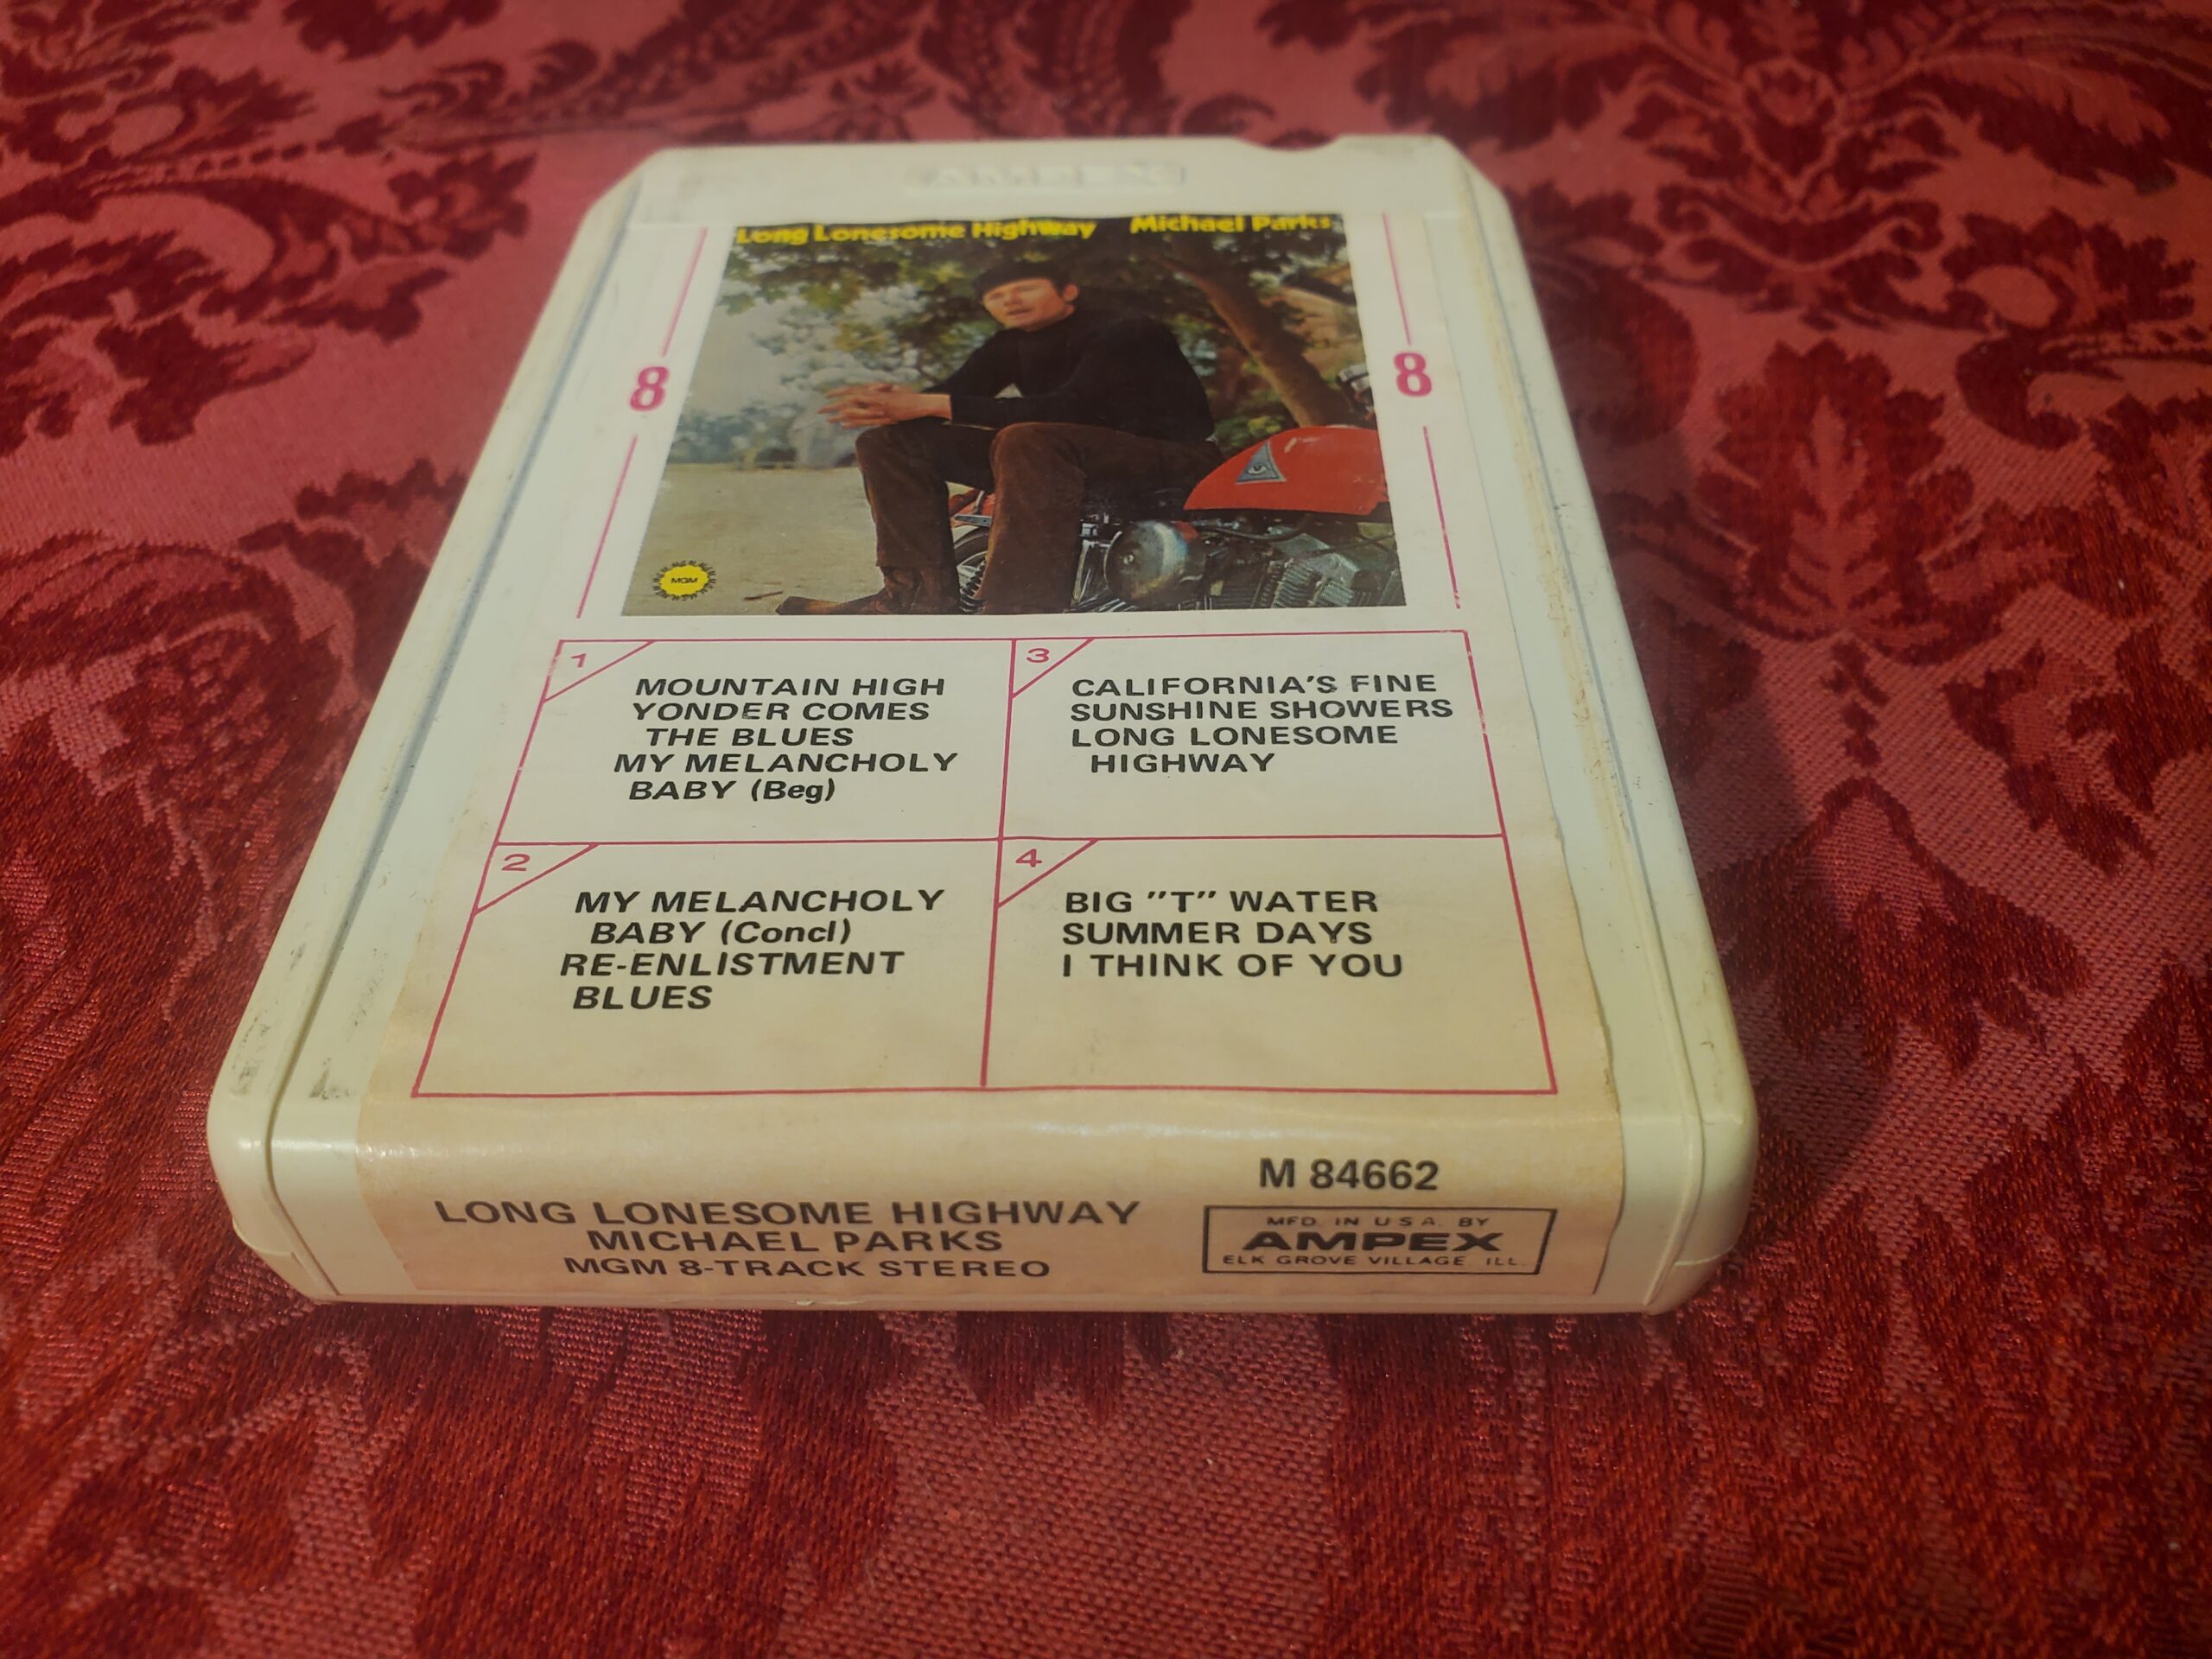 AMPEX
Long Lonesome Highway Michael Parks
8
8
MGM
1
MOUNTAIN HIGH
YONDER COMES
THE BLUES
MY MELANCHOLY
BABY (Beg)
2
MY MELANCHOLY
BABY (Concl)
RE-ENLISTMENT
BLUES
3
CALIFORNIA'S FINE
SUNSHINE SHOWERS
LONG LONESOME
HIGHWAY
4
BIG "T" WATER
SUMMER DAYS
I THINK OF YOU
LONG LONESOME HIGHWAY
MICHAEL PARKS
MGM 8-TRACK STEREO
M 84662
MFD. IN U.S.A. BY
AMPEX
ELK GROVE VILLAGE, ILL.